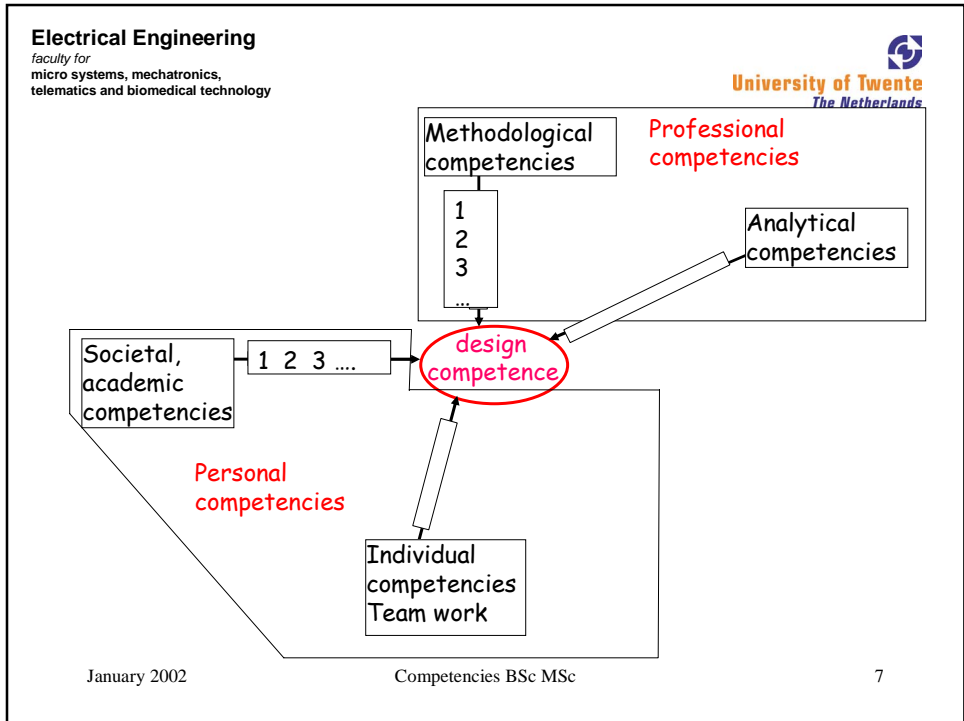 Electrical Engineering
faculty for
micro systems, mechatronics,
telematics and biomedical technology
University of Twente
The Netherlands
Methodological
competencies
Professional
competencies
1
2
3
...
Analytical
competencies
Societal,
academic
competencies
1 2 3 ....
design
competence
Personal
competencies
Individual
competencies
Team work
January 2002
Competencies BSc MSc
7